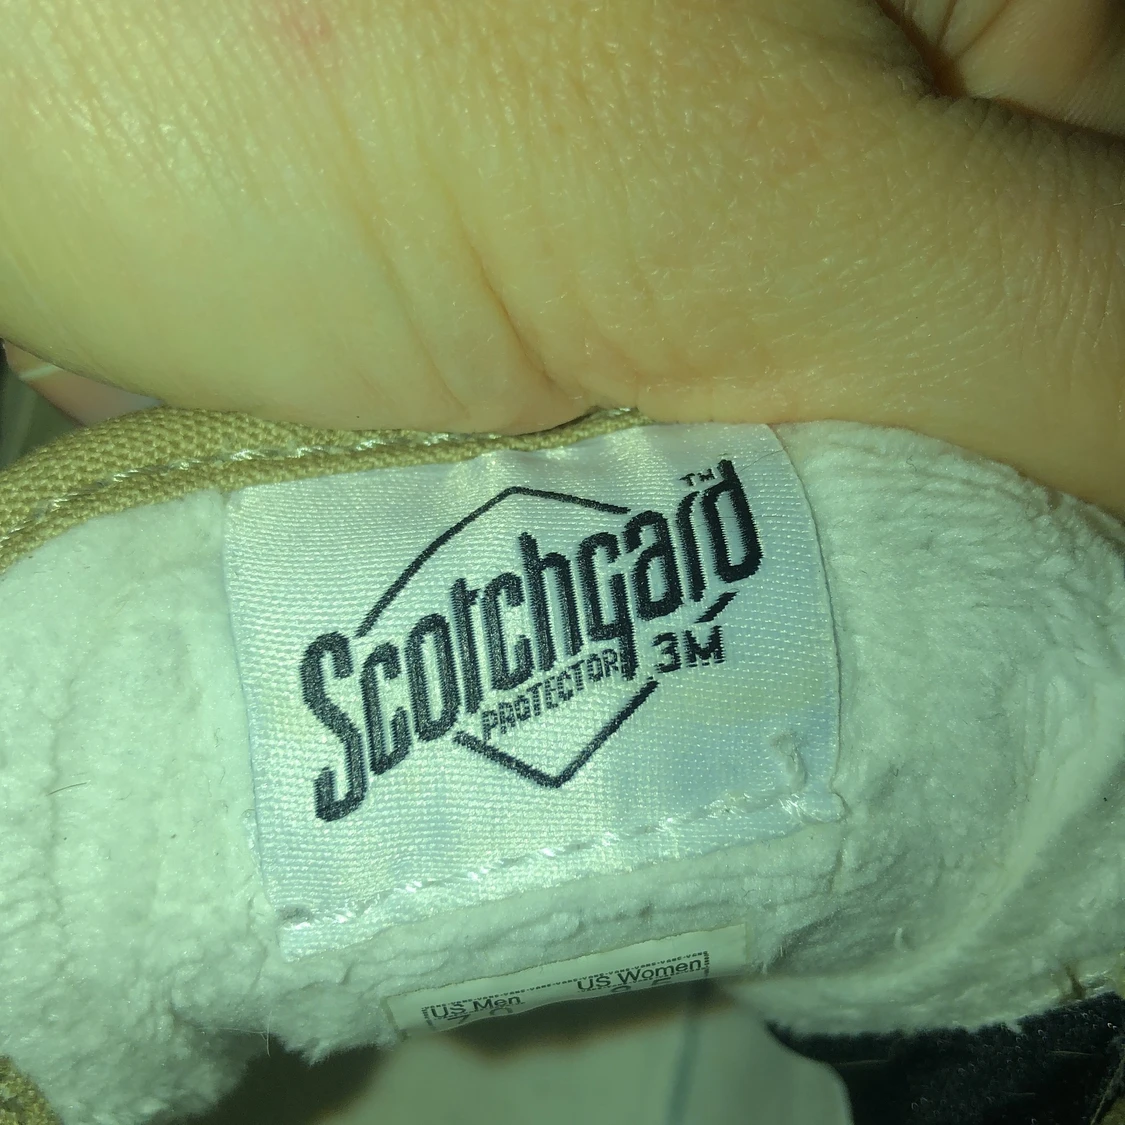 Scotchgard™
PROTECTOR 3M
US Men US Women